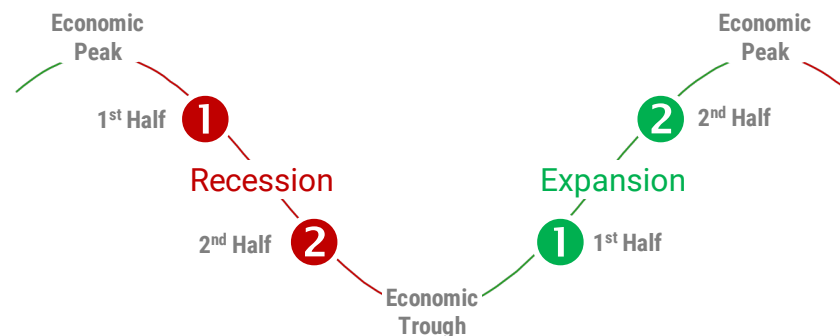 Economic
Peak
Economic
Peak
1st Half
1
2
2nd Half
Recession
Expansion
2nd Half
2
1
1st Half
Economic
Trough